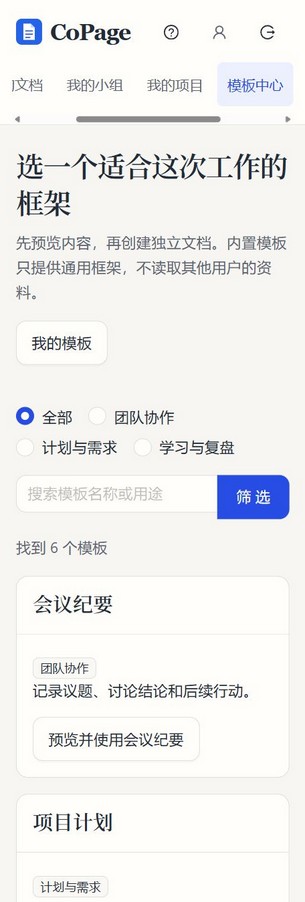 CoPage
文档 我的小组 我的项目 模板中心
选一个适合这次工作的
框架
先预览内容，再创建独立文档。内置模板
只提供通用框架，不读取其他用户的资
料。
我的模板
全部 团队协作
计划与需求 学习与复盘
搜索模板名称或用途 筛选
找到 6 个模板
会议纪要
团队协作
记录议题、讨论结论和后续行动。
预览并使用会议纪要
项目计划
计划与需求